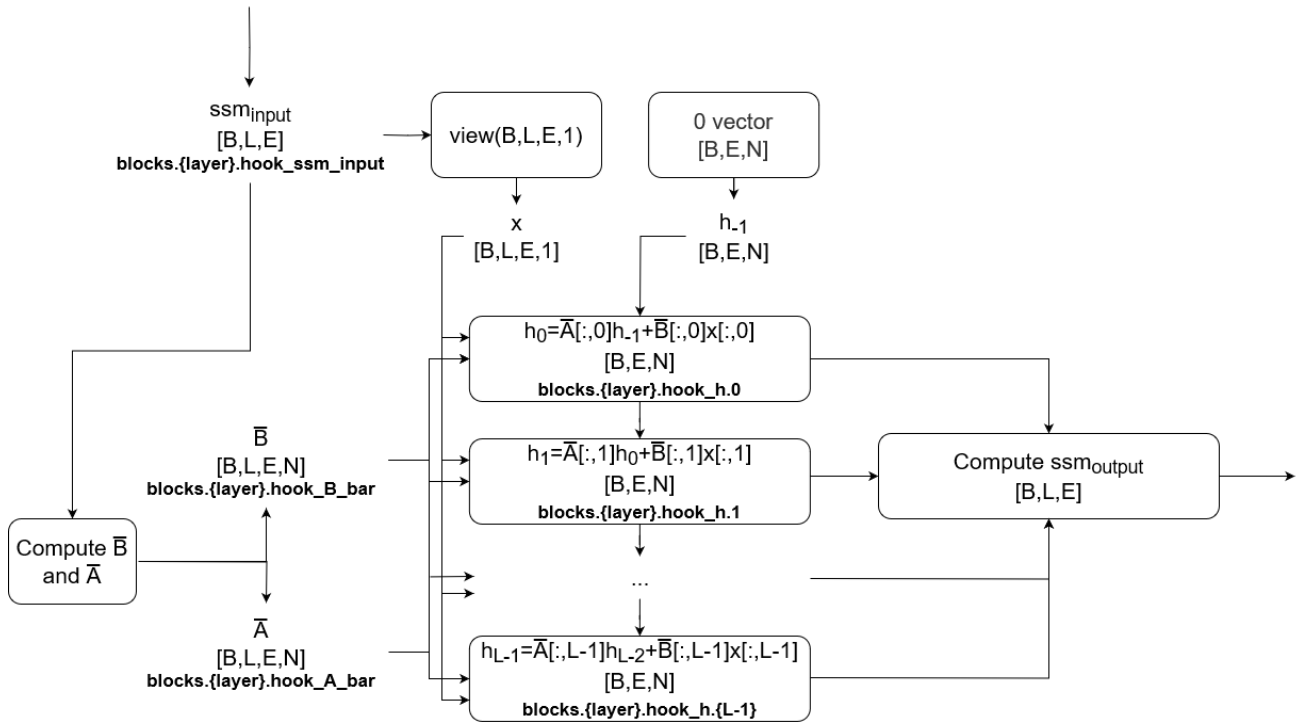 ssm_input
[B,L,E]
blocks.{layer}.hook_ssm_input
view(B,L,E,1)
0 vector
[B,E,N]
x
[B,L,E,1]
h_-1
[B,E,N]
h_0=A̅[:,0]h_-1+B̅[:,0]x[:,0]
[B,E,N]
blocks.{layer}.hook_h.0
B̅
[B,L,E,N]
blocks.{layer}.hook_B_bar
h_1=A̅[:,1]h_0+B̅[:,1]x[:,1]
[B,E,N]
blocks.{layer}.hook_h.1
Compute ssm_output
[B,L,E]
Compute B̅
and A̅
...
A̅
[B,L,E,N]
blocks.{layer}.hook_A_bar
h_L-1=A̅[:,L-1]h_L-2+B̅[:,L-1]x[:,L-1]
[B,E,N]
blocks.{layer}.hook_h.{L-1}